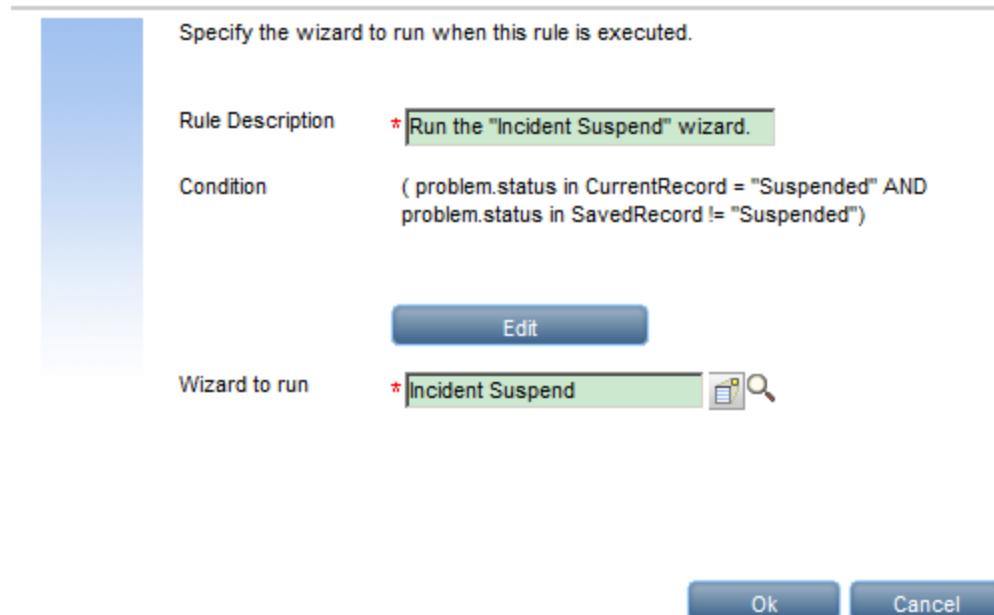 Specify the wizard to run when this rule is executed.
Rule Description * Run the "Incident Suspend" wizard.
Condition ( problem.status in CurrentRecord = "Suspended" AND
problem.status in SavedRecord != "Suspended")
Edit
Wizard to run * Incident Suspend
Ok Cancel